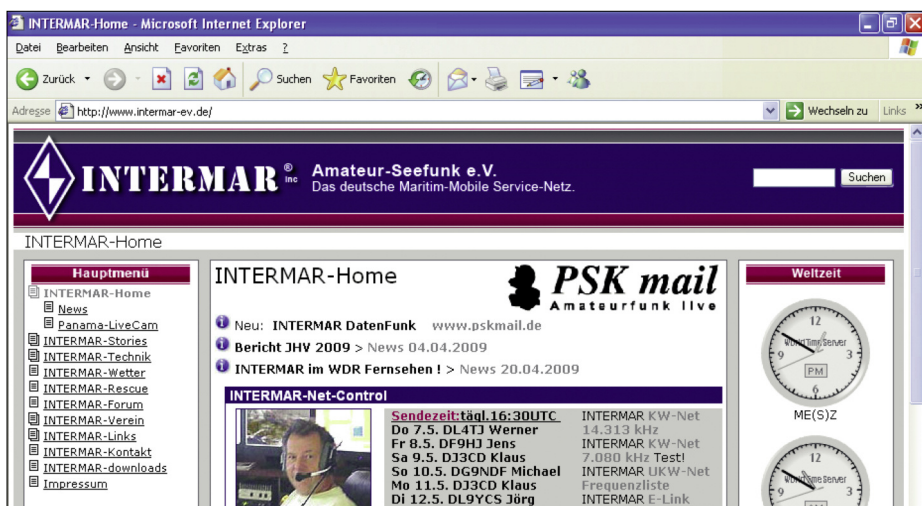 INTERMAR-Home - Microsoft Internet Explorer
Datei Bearbeiten Ansicht Favoriten Extras ?
Zurück Suchen Favoriten
Adresse http://www.intermar-ev.de/ Wechseln zu Links »
INTERMAR® inc
Amateur-Seefunk e.V.
Das deutsche Maritim-Mobile Service-Netz.
Suchen
INTERMAR-Home
Hauptmenü
INTERMAR-Home
News
Panama-LiveCam
INTERMAR-Stories
INTERMAR-Technik
INTERMAR-Wetter
INTERMAR-Rescue
INTERMAR-Forum
INTERMAR-Verein
INTERMAR-Links
INTERMAR-Kontakt
INTERMAR-downloads
Impressum
INTERMAR-Home
PSK mail
Amateurfunk live
Neu: INTERMAR DatenFunk www.pskmail.de
Bericht JHV 2009 > News 04.04.2009
INTERMAR im WDR Fernsehen ! > News 20.04.2009
INTERMAR-Net-Control
Sendezeit:tägl.16:30UTC INTERMAR KW-Net
Do 7.5. DL4TJ Werner 14.313 kHz
Fr 8.5. DF9HJ Jens INTERMAR KW-Net
Sa 9.5. DJ3CD Klaus 7.080 kHz Test!
So 10.5. DG9NDF Michael INTERMAR UKW-Net
Mo 11.5. DJ3CD Klaus Frequenzliste
Di 12.5. DL9YCS Jörg INTERMAR E-Link
Weltzeit
12
World Time Server
9 3
PM
6
ME(S)Z
12
World Time Server
9 3